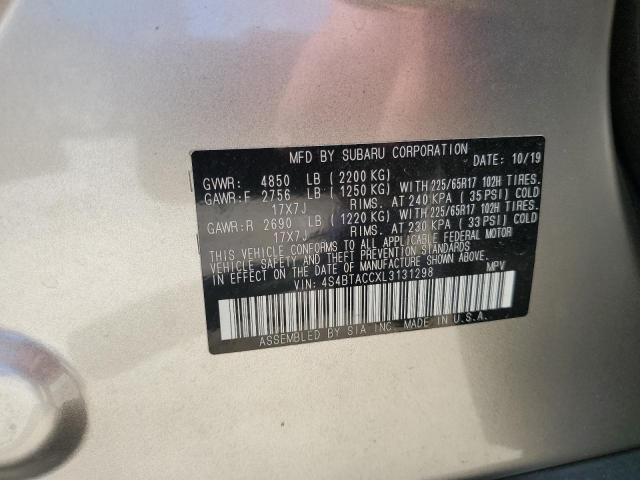 MFD BY SUBARU CORPORATION DATE: 10/19
GVWR: 4850 LB (2200 KG)
GAWR:F 2756 LB (1250 KG) WITH 225/65R17 102H TIRES.
17X7J RIMS. AT 240 KPA (35 PSI) COLD
GAWR:R 2690 LB (1220 KG) WITH 225/65R17 102H TIRES.
17X7J RIMS. AT 230 KPA (33 PSI) COLD
THIS VEHICLE CONFORMS TO ALL APPLICABLE FEDERAL MOTOR
VEHICLE SAFETY AND THEFT PREVENTION STANDARDS
IN EFFECT ON THE DATE OF MANUFACTURE SHOWN ABOVE.
VIN: 4S4BTACCXL3131298 MPV
ASSEMBLED BY SIA INC. MADE IN U.S.A.